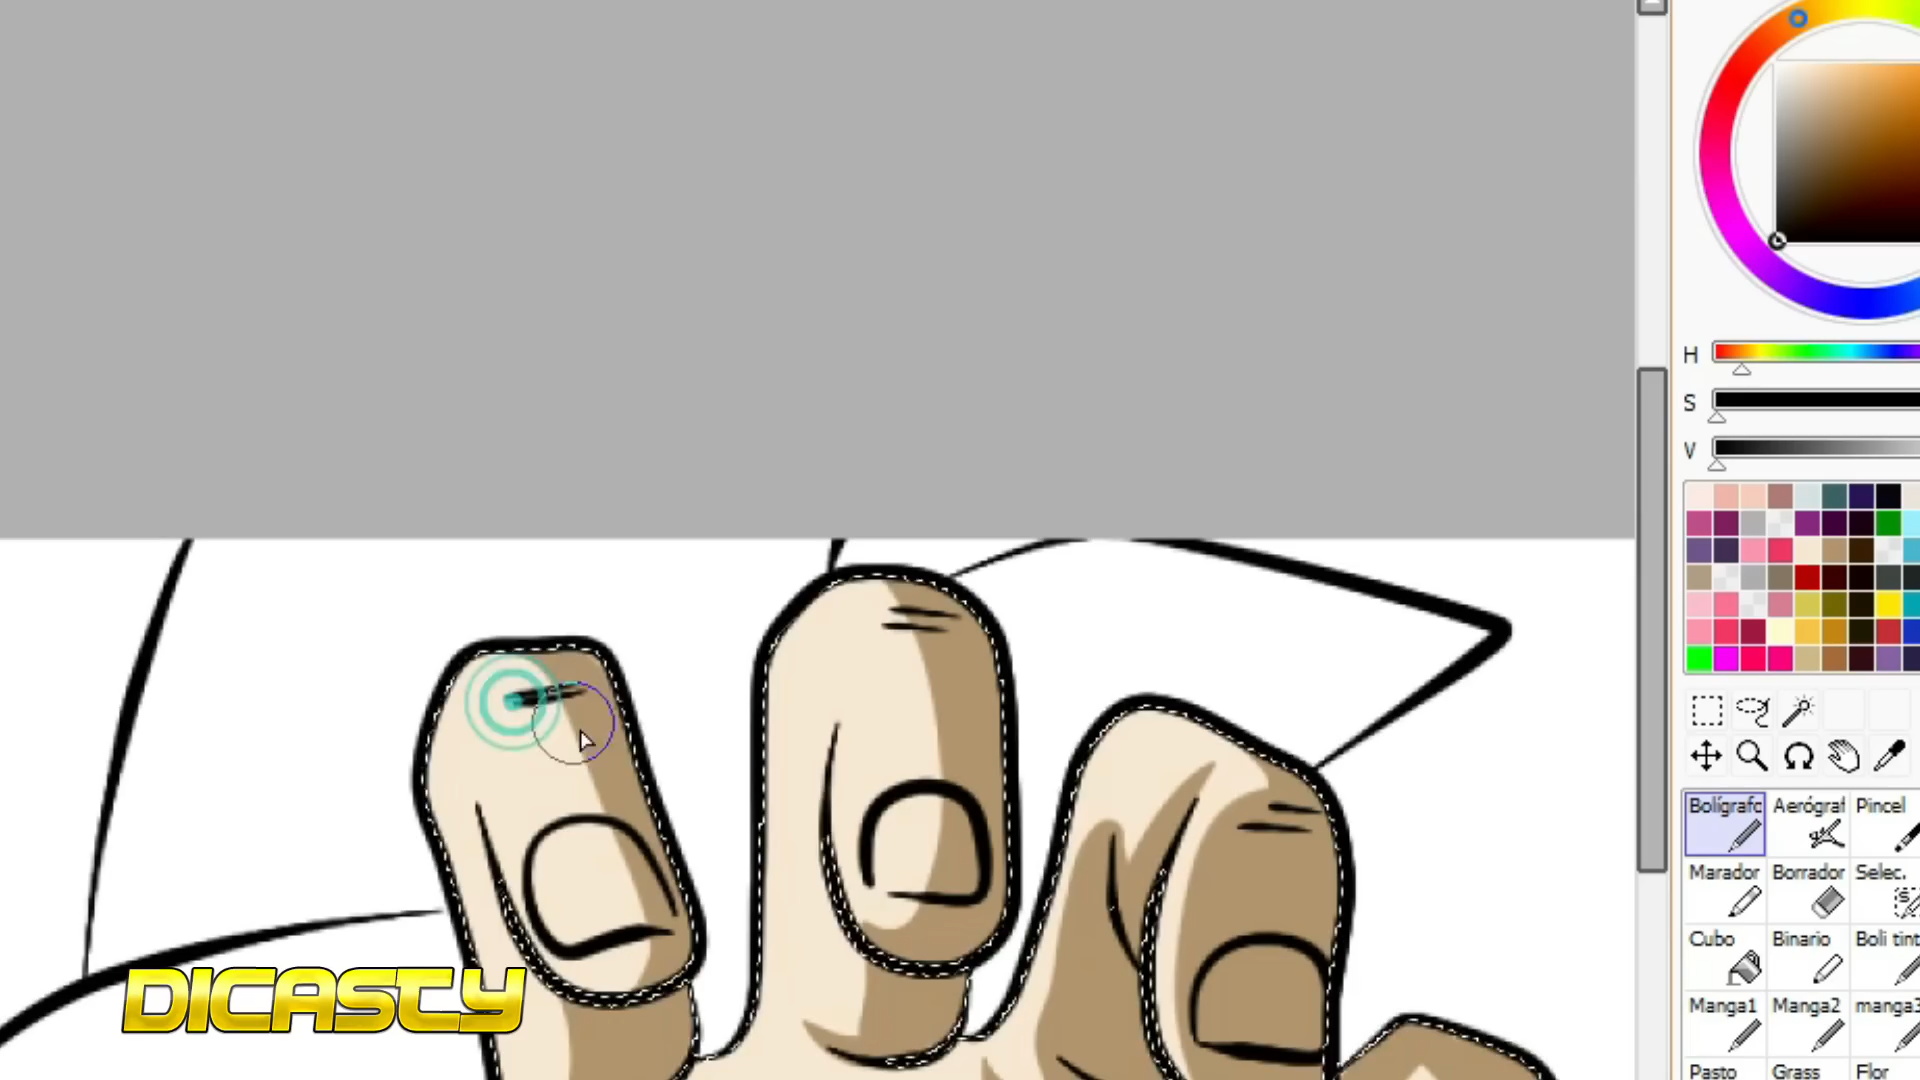 H
S
V
Bolígrafo Aerógraf Pincel
Marador Borrador Selec.
Cubo Binario Boli tint
Manga1 Manga2 manga3
Pasto Grass Flor
DICASTY